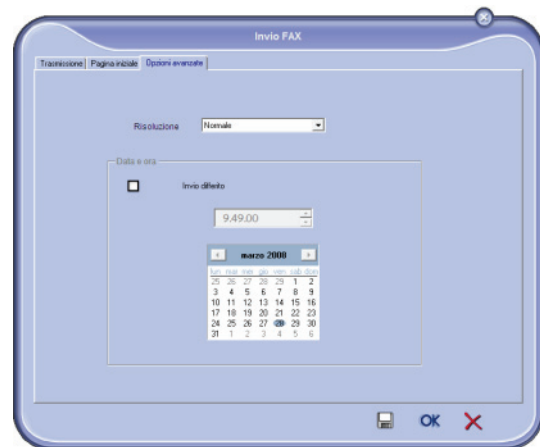 Invio FAX
Trasmissione Pagina iniziale Opzioni avanzate
Risoluzione Normale
Data e ora
Invio differito
9.49.00
marzo 2008
lun mar mer gio ven sab dom
25 26 27 28 29 1 2
3 4 5 6 7 8 9
10 11 12 13 14 15 16
17 18 19 20 21 22 23
24 25 26 27 28 29 30
31 1 2 3 4 5 6
OK